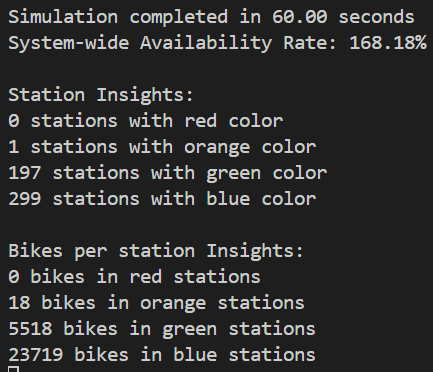 Simulation completed in 60.00 seconds
System-wide Availability Rate: 168.18%
Station Insights:
0 stations with red color
1 stations with orange color
197 stations with green color
299 stations with blue color
Bikes per station Insights:
0 bikes in red stations
18 bikes in orange stations
5518 bikes in green stations
23719 bikes in blue stations